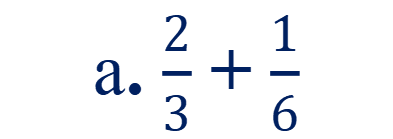 a. 2/3 + 1/6